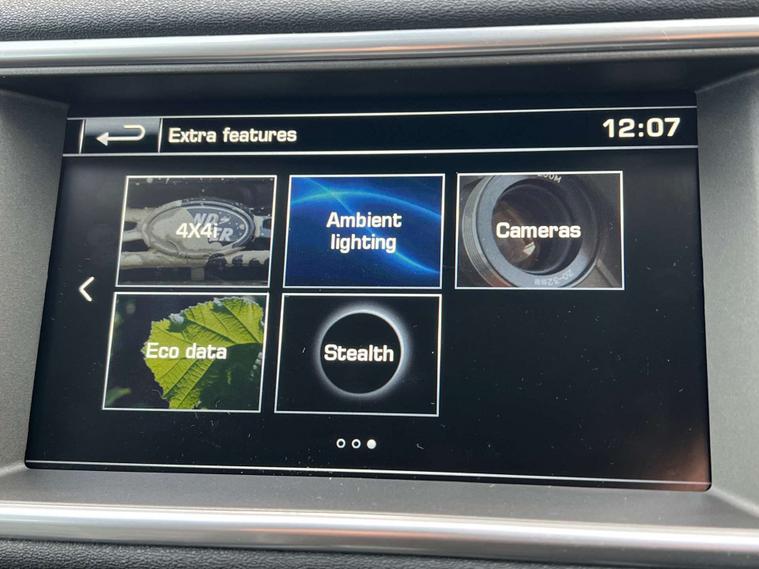 Extra features
12:07
4X4i
Ambient
lighting
Cameras
Eco data
Stealth